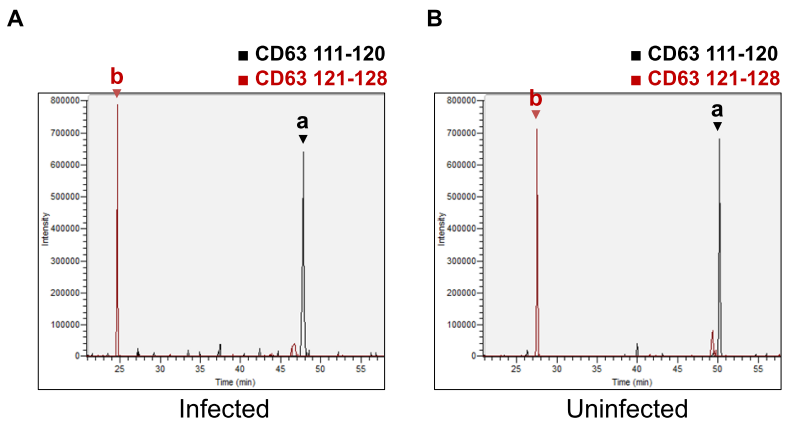 A
CD63 111-120
CD63 121-128
b
a
800000
700000
600000
500000
400000
300000
200000
100000
0
Intensity
25
30
35
40
45
50
55
Time (min)
Infected
B
CD63 111-120
CD63 121-128
b
a
800000
700000
600000
500000
400000
300000
200000
100000
0
Intensity
25
30
35
40
45
50
55
Time (min)
Uninfected